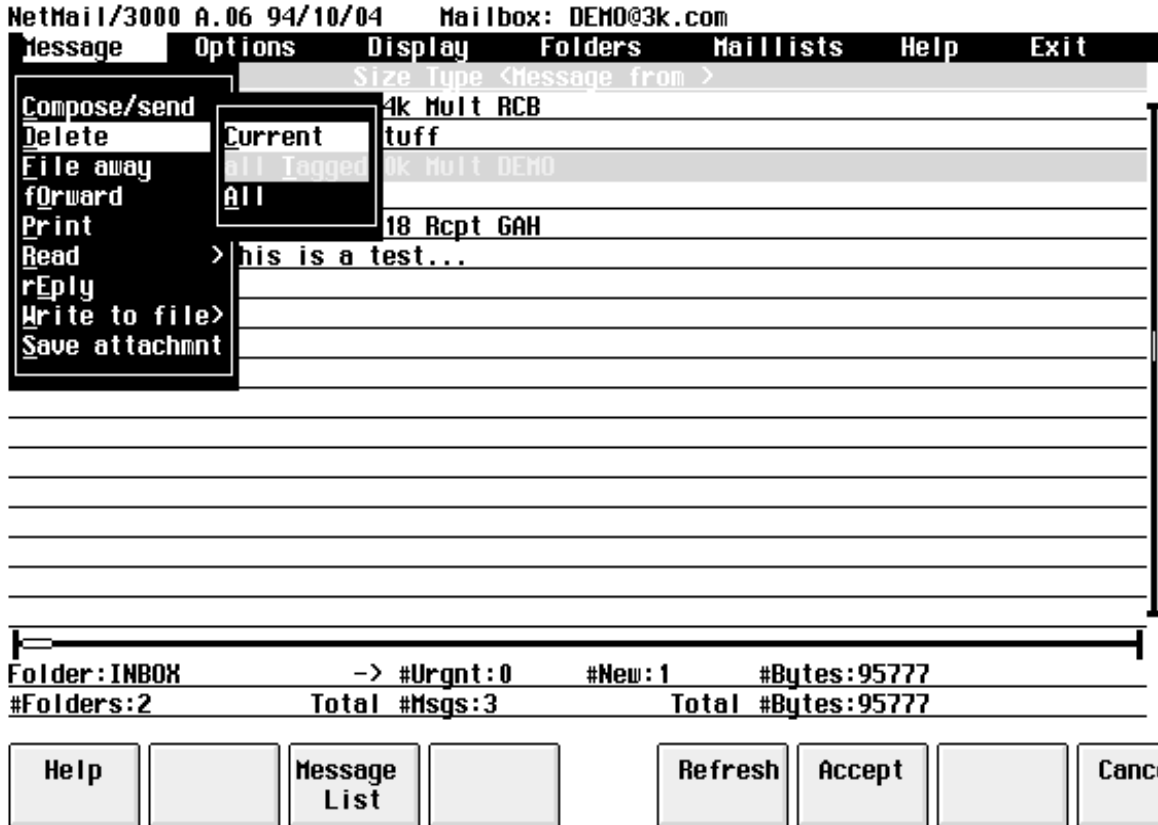 NetMail/3000 A.06 94/10/04 Mailbox: DEMO@3k.com
Message Options Display Folders Maillists Help Exit
Size Type <Message from >
Compose/send 4k Mult RCB
Delete Current tuff
File away all Tagged 0k Mult DEMO
fOrward All
Print 18 Rcpt GAH
Read > his is a test...
rEply
Write to file>
Save attachmnt
Folder:INBOX -> #Urgnt:0 #New:1 #Bytes:95777
#Folders:2 Total #Msgs:3 Total #Bytes:95777
Help Message List Refresh Accept Canc